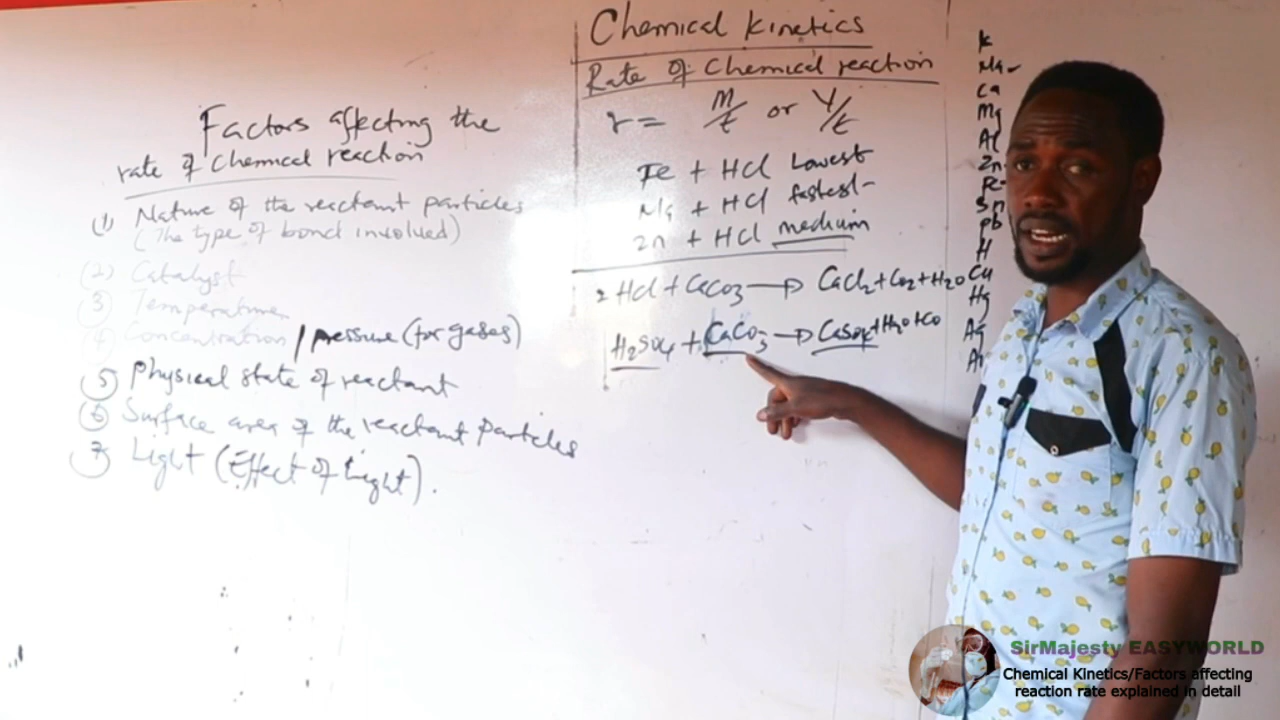 Factors affecting the
rate of chemical reaction
(1) Nature of the reactant particles
(The type of bond involved)
(2) Catalyst
(3) Temperature
(4) Concentration / pressure (for gases)
(5) Physical state of reactant
(6) Surface area of the reactant particles
(7) Light (Effect of Light).
Chemical Kinetics
Rate of Chemical reaction
r = M/t or V/t
Fe + HCl Lowest
Mg + HCl fastest
Zn + HCl medium
2HCl + CaCO3 → CaCl2 + CO2 + H2O
H2SO4 + CaCO3 → CaSO4 + H2O + CO
K
Na
Ca
Mg
Al
Zn
Fe
Sn
Pb
H
Cu
Hg
Ag
SirMajesty EASYWORLD
Chemical Kinetics/Factors affecting
reaction rate explained in detail